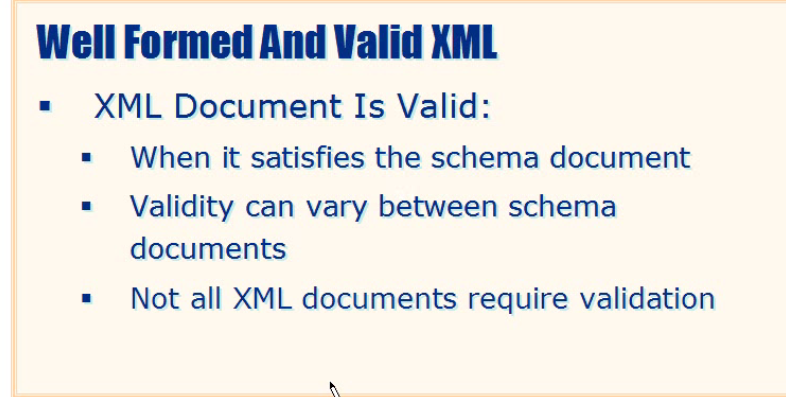 Well Formed And Valid XML
▪ XML Document Is Valid:
▪ When it satisfies the schema document
▪ Validity can vary between schema
documents
▪ Not all XML documents require validation